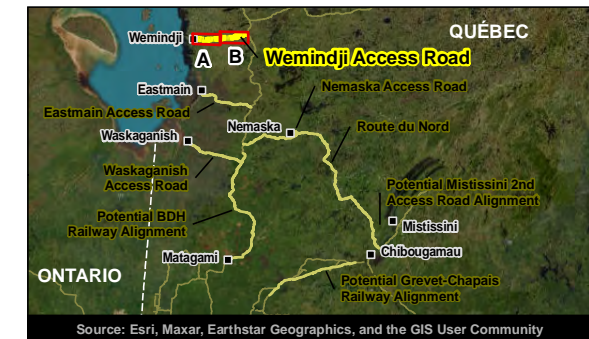 QUÉBEC
Wemindji
A
B
Wemindji Access Road
Eastmain
Nemaska Access Road
Eastmain Access Road
Nemaska
Route du Nord
Waskaganish
Waskaganish
Access Road
Potential Mistissini 2nd
Access Road Alignment
Potential BDH
Railway Alignment
Mistissini
Matagami
Chibougamau
ONTARIO
Potential Grevet-Chapais
Railway Alignment
Source: Esri, Maxar, Earthstar Geographics, and the GIS User Community